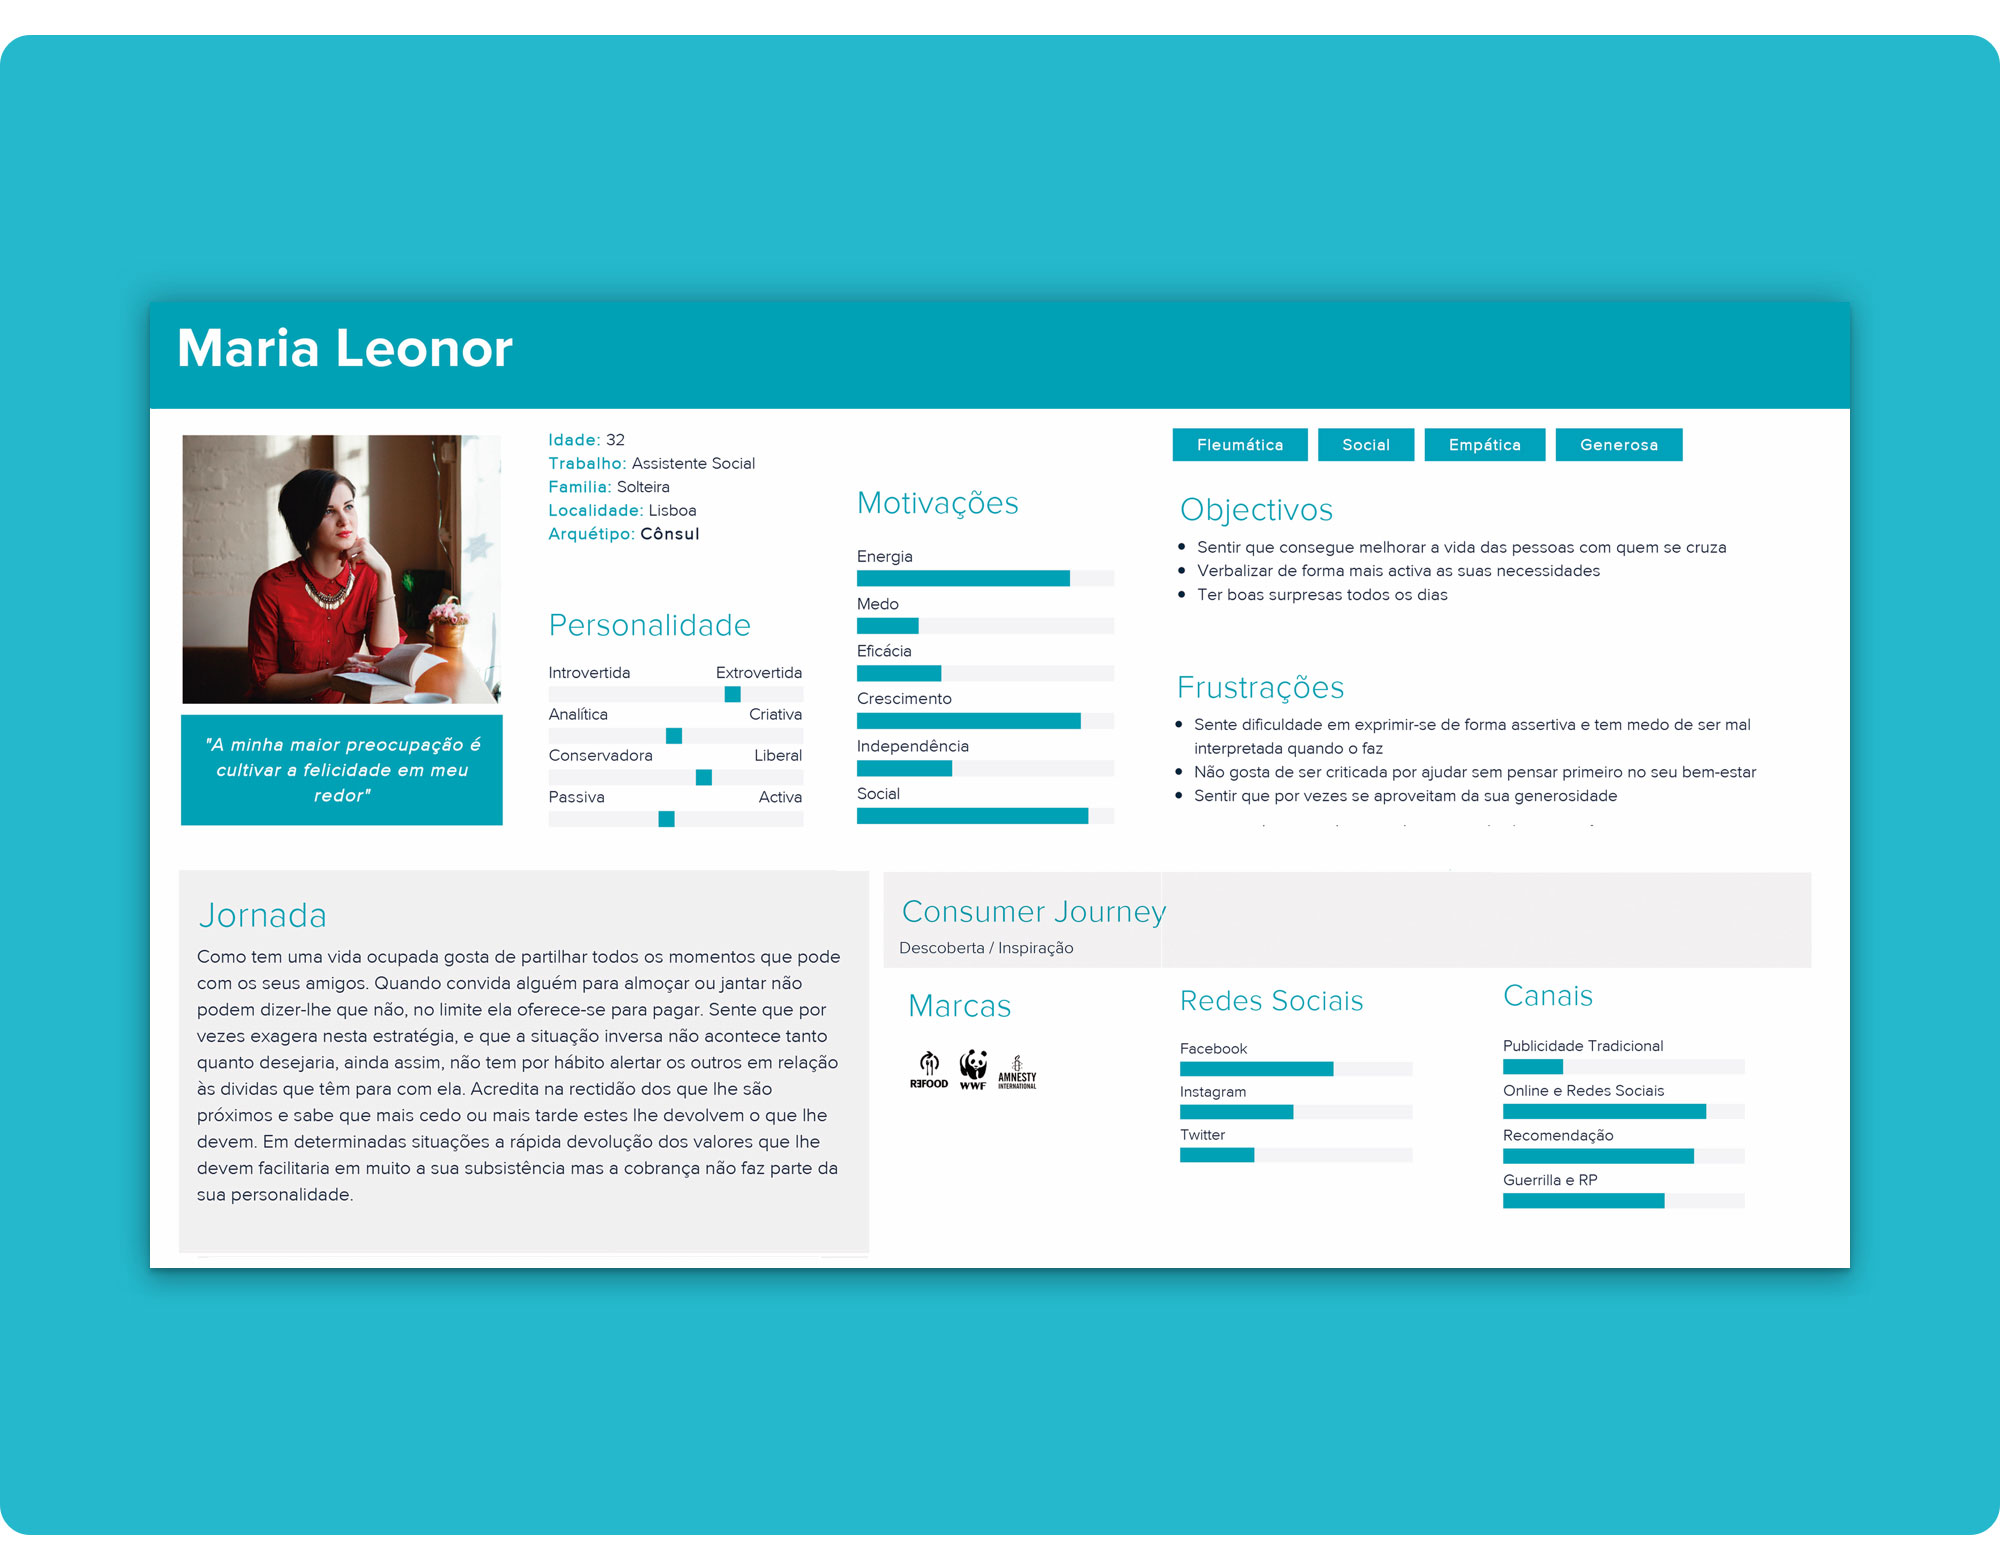 Maria Leonor
Idade: 32
Trabalho: Assistente Social
Familia: Solteira
Localidade: Lisboa
Arquétipo: Cônsul
"A minha maior preocupação é
cultivar a felicidade em meu
redor"
Personalidade
Introvertida Extrovertida
Analítica Criativa
Conservadora Liberal
Passiva Activa
Motivações
Energia
Medo
Eficácia
Crescimento
Independência
Social
Fleumática Social Empática Generosa
Objectivos
Sentir que consegue melhorar a vida das pessoas com quem se cruza
Verbalizar de forma mais activa as suas necessidades
Ter boas surpresas todos os dias
Frustrações
Sente dificuldade em exprimir-se de forma assertiva e tem medo de ser mal
interpretada quando o faz
Não gosta de ser criticada por ajudar sem pensar primeiro no seu bem-estar
Sentir que por vezes se aproveitam da sua generosidade
Jornada
Como tem uma vida ocupada gosta de partilhar todos os momentos que pode
com os seus amigos. Quando convida alguém para almoçar ou jantar não
podem dizer-lhe que não, no limite ela oferece-se para pagar. Sente que por
vezes exagera nesta estratégia, e que a situação inversa não acontece tanto
quanto desejaria, ainda assim, não tem por hábito alertar os outros em relação
às dividas que têm para com ela. Acredita na rectidão dos que lhe são
próximos e sabe que mais cedo ou mais tarde estes lhe devolvem o que lhe
devem. Em determinadas situações a rápida devolução dos valores que lhe
devem facilitaria em muito a sua subsistência mas a cobrança não faz parte da
sua personalidade.
Consumer Journey
Descoberta / Inspiração
Marcas
REFOOD
WWF
AMNESTY
INTERNATIONAL
Redes Sociais
Facebook
Instagram
Twitter
Canais
Publicidade Tradicional
Online e Redes Sociais
Recomendação
Guerrilla e RP